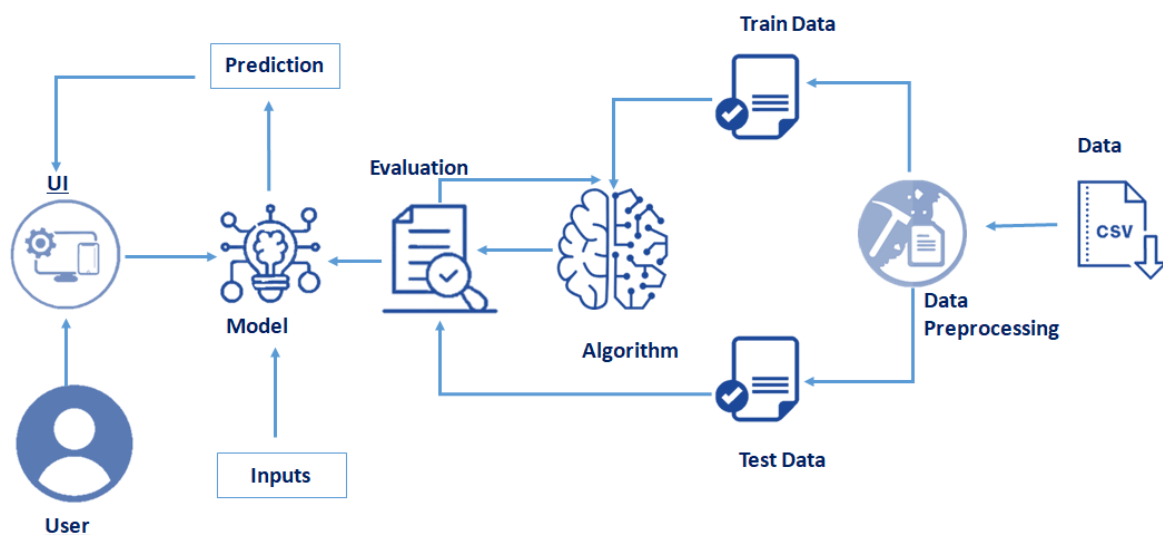 Train Data
Prediction
Data
Evaluation
UI
CSV
Model
Data
Preprocessing
Algorithm
Inputs
Test Data
User